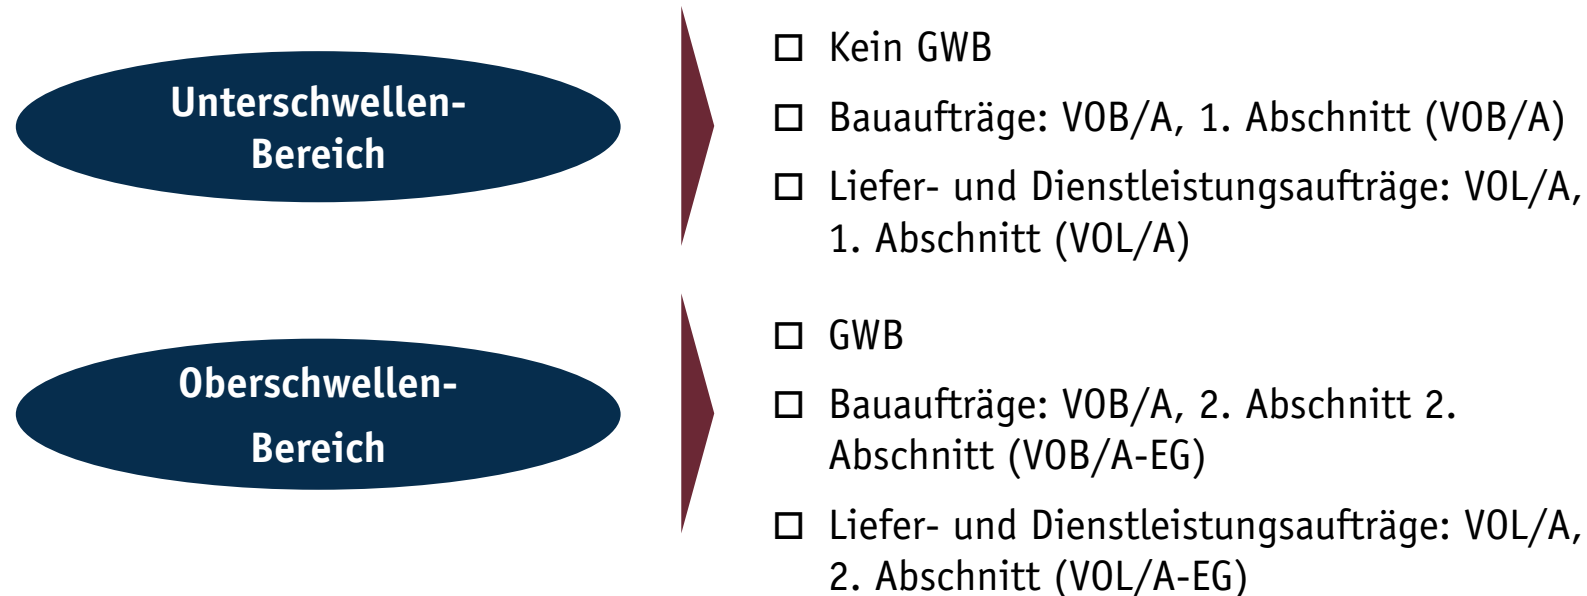 Unterschwellen-
Bereich
☐ Kein GWB
☐ Bauaufträge: VOB/A, 1. Abschnitt (VOB/A)
☐ Liefer- und Dienstleistungsaufträge: VOL/A,
1. Abschnitt (VOL/A)
Oberschwellen-
Bereich
☐ GWB
☐ Bauaufträge: VOB/A, 2. Abschnitt 2.
Abschnitt (VOB/A-EG)
☐ Liefer- und Dienstleistungsaufträge: VOL/A,
2. Abschnitt (VOL/A-EG)